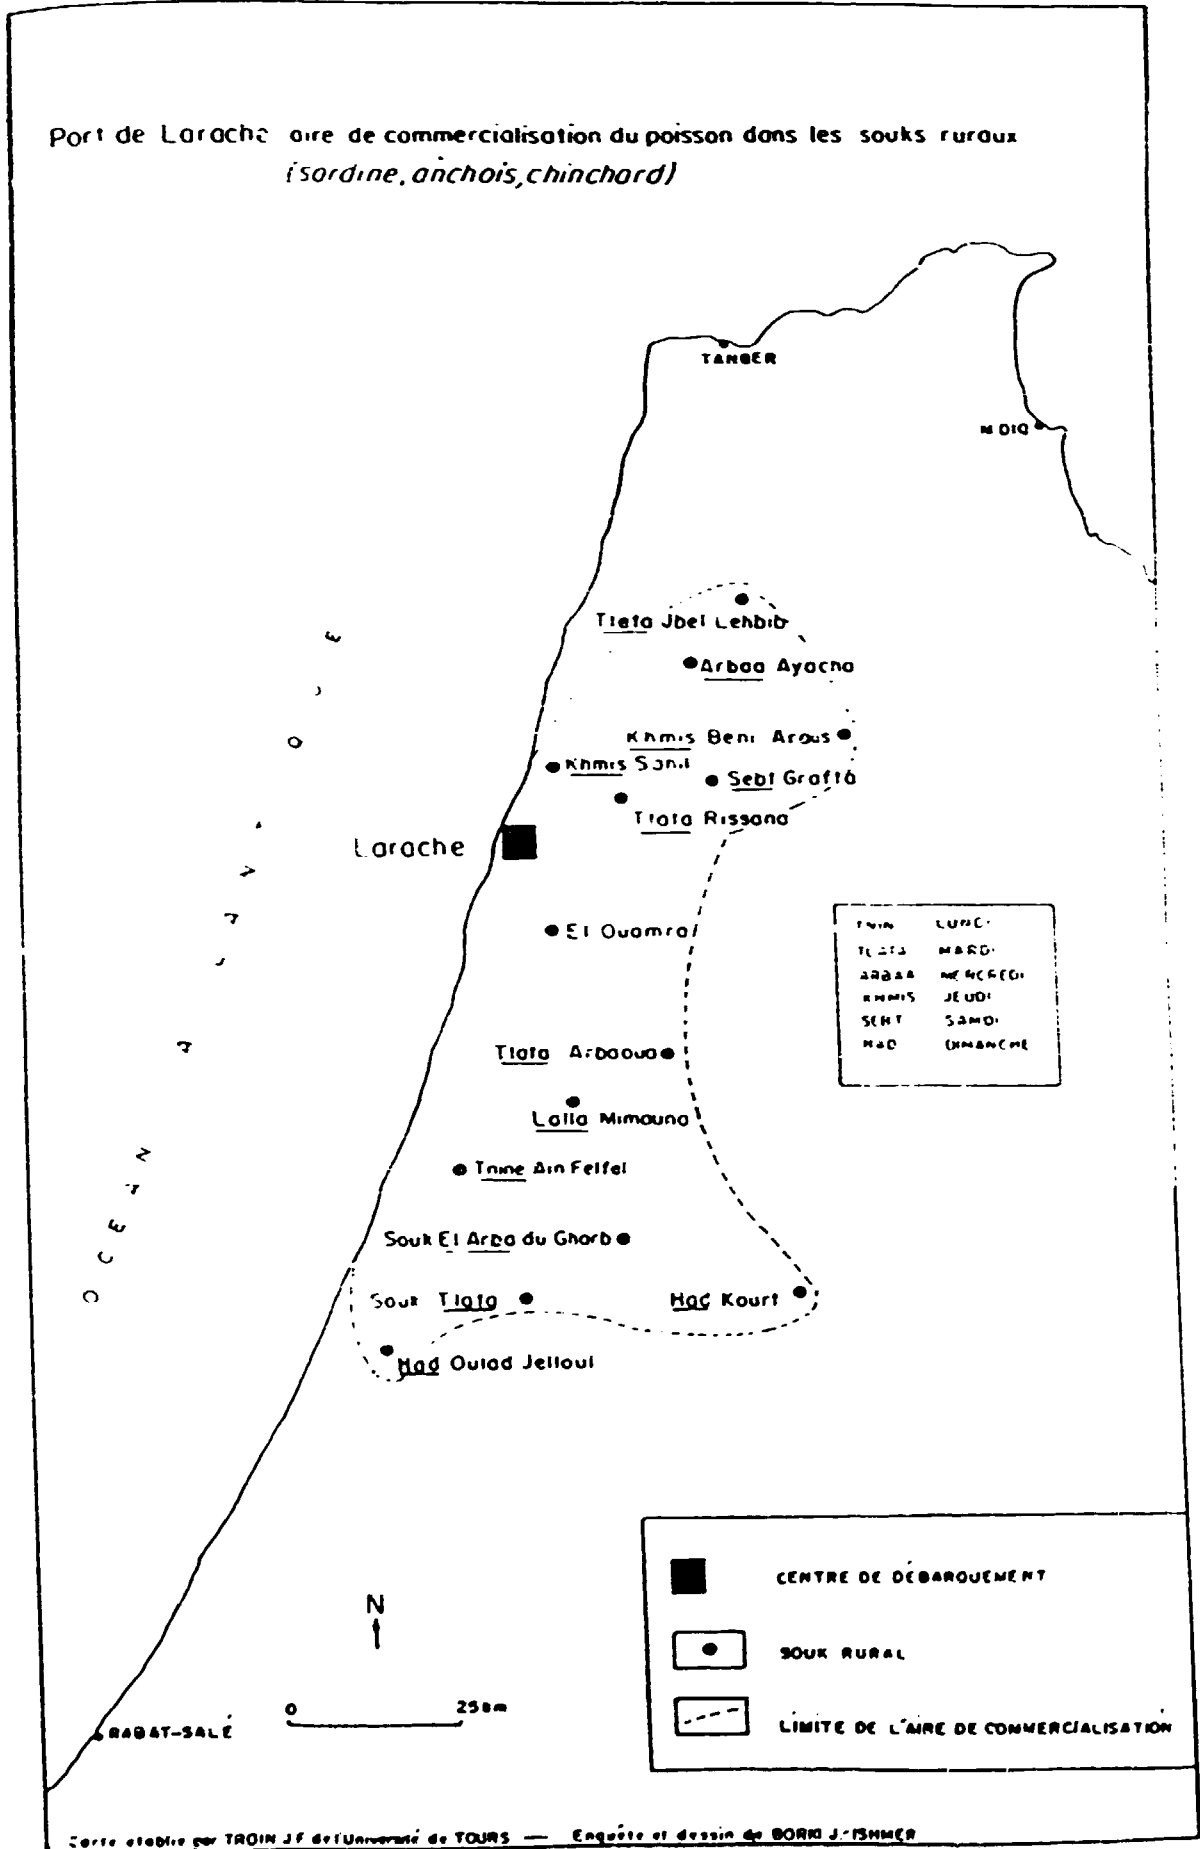 Port de Larache aire de commercialisation du poisson dans les souks ruraux
(sardine, anchois, chinchard)
TANGER
M DIQ
Tlata Jbel Lehbib
Arbaa Ayacha
Khmis Beni Arous
Khmis Sahil
Sebt Grafta
Tlata Rissana
Larache
El Ouamra
TNIN LUNDI
TLATA MARDI
ARBAA MERCREDI
KHMIS JEUDI
SEBT SAMDI
HAD DIMANCHE
Tlata Arbaoua
Lalla Mimouna
Tnine Ain Felfel
Souk El Arba du Gharb
Souk Tlata
Had Kourt
Had Oulad Jelloul
OCEAN
CENTRE DE DÉBARQUEMENT
N
SOUK RURAL
0 25km
LIMITE DE L'AIRE DE COMMERCIALISATION
RABAT-SALÉ
Carte etablie par TROIN J.F de l'Université de TOURS — Enquête et dessin de